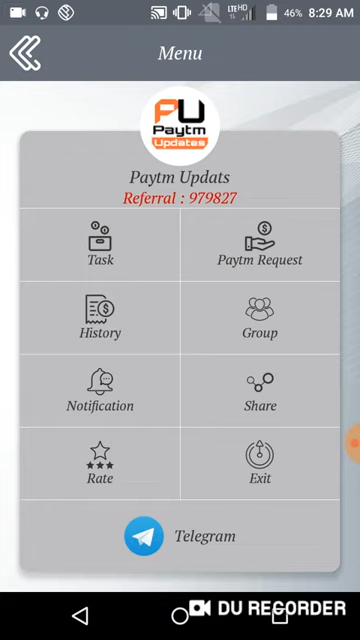 LTE HD 46% 8:29 AM
Menu
PU
Paytm
Updates
Paytm Updats
Referral : 979827
Task Paytm Request
History Group
Notification Share
Rate Exit
Telegram
DU RECORDER